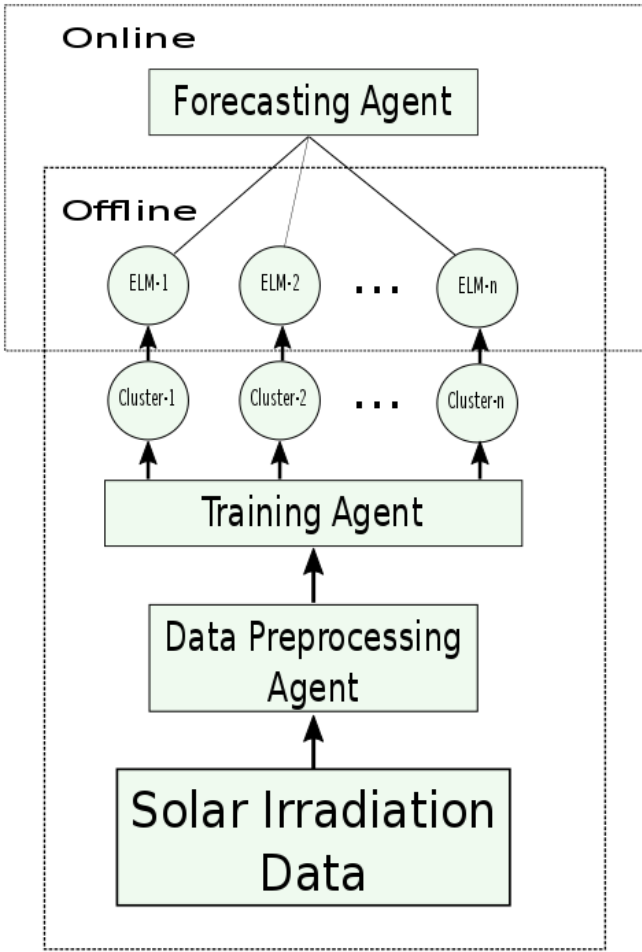 Online
Forecasting Agent
Offline
ELM-1
ELM-2
...
ELM-n
Cluster-1
Cluster-2
...
Cluster-n
Training Agent
Data Preprocessing
Agent
Solar Irradiation
Data